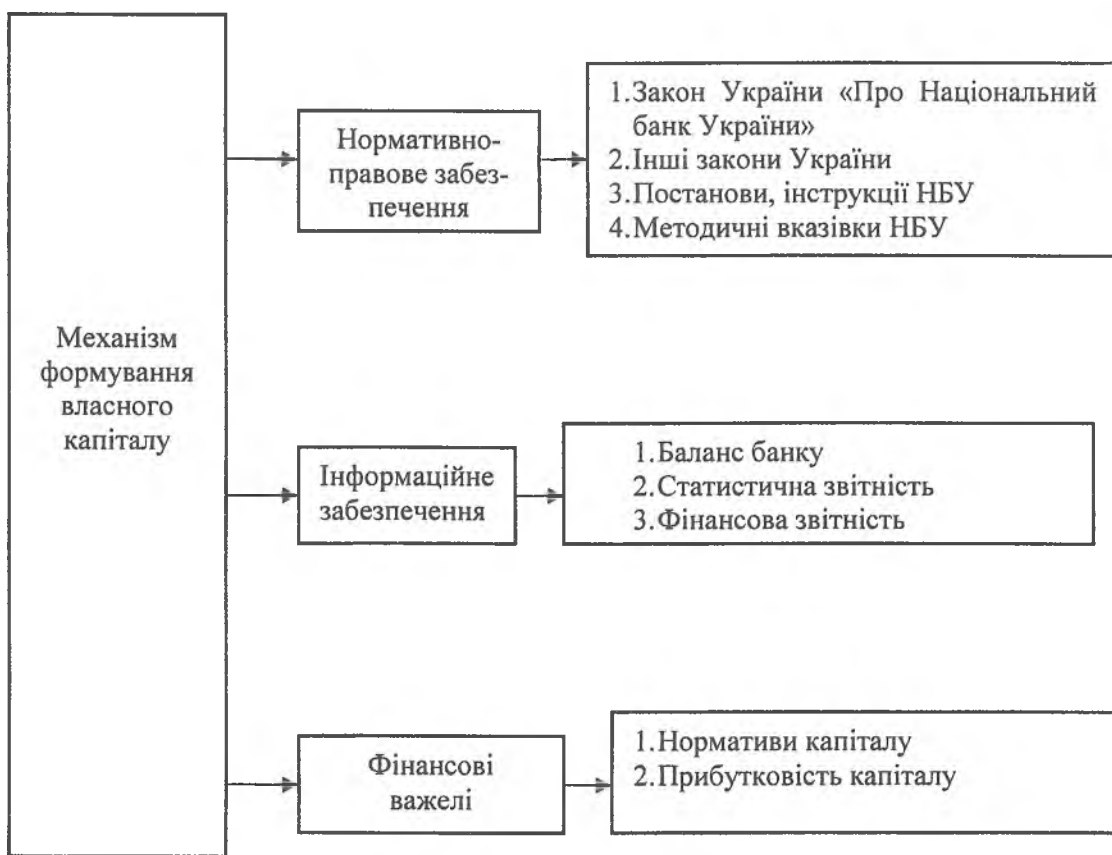 Механізм
формування
власного
капіталу
Нормативно-
правове забез-
печення
1.Закон України «Про Національний
банк України»
2.Інші закони України
3.Постанови, інструкції НБУ
4.Методичні вказівки НБУ
Інформаційне
забезпечення
1.Баланс банку
2.Статистична звітність
3.Фінансова звітність
Фінансові
важелі
1.Нормативи капіталу
2.Прибутковість капіталу